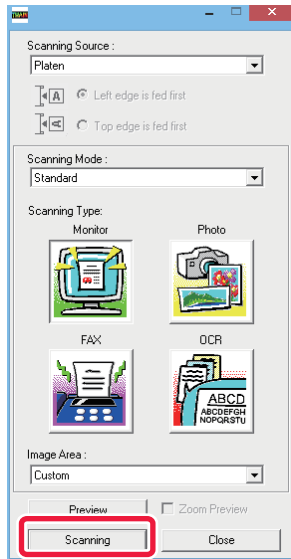 Scanning Source :
Platen
A Left edge is fed first
A Top edge is fed first
Scanning Mode :
Standard
Scanning Type:
Monitor Photo
FAX OCR
ABCD
ABCDEFGH
NOPQRSTU
Image Area :
Custom
Preview Zoom Preview
Scanning Close